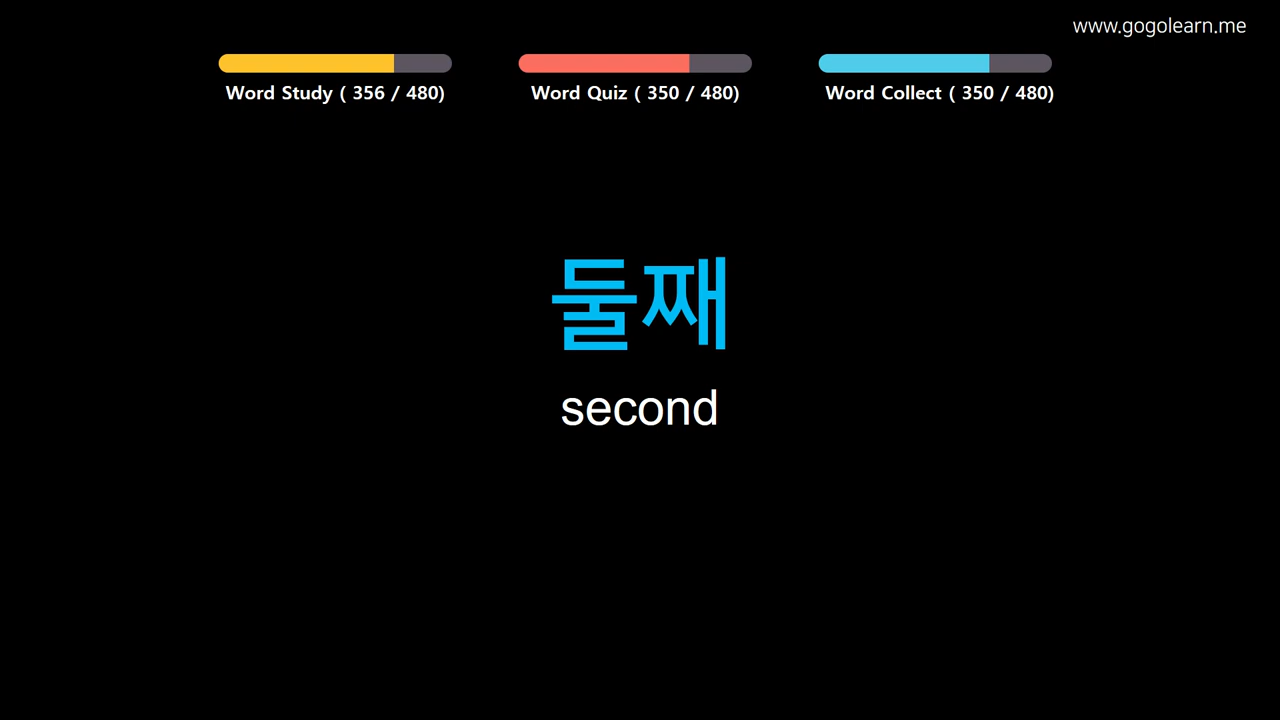 www.gogolearn.me
Word Study ( 356 / 480)
Word Quiz ( 350 / 480)
Word Collect ( 350 / 480)
둘째
second